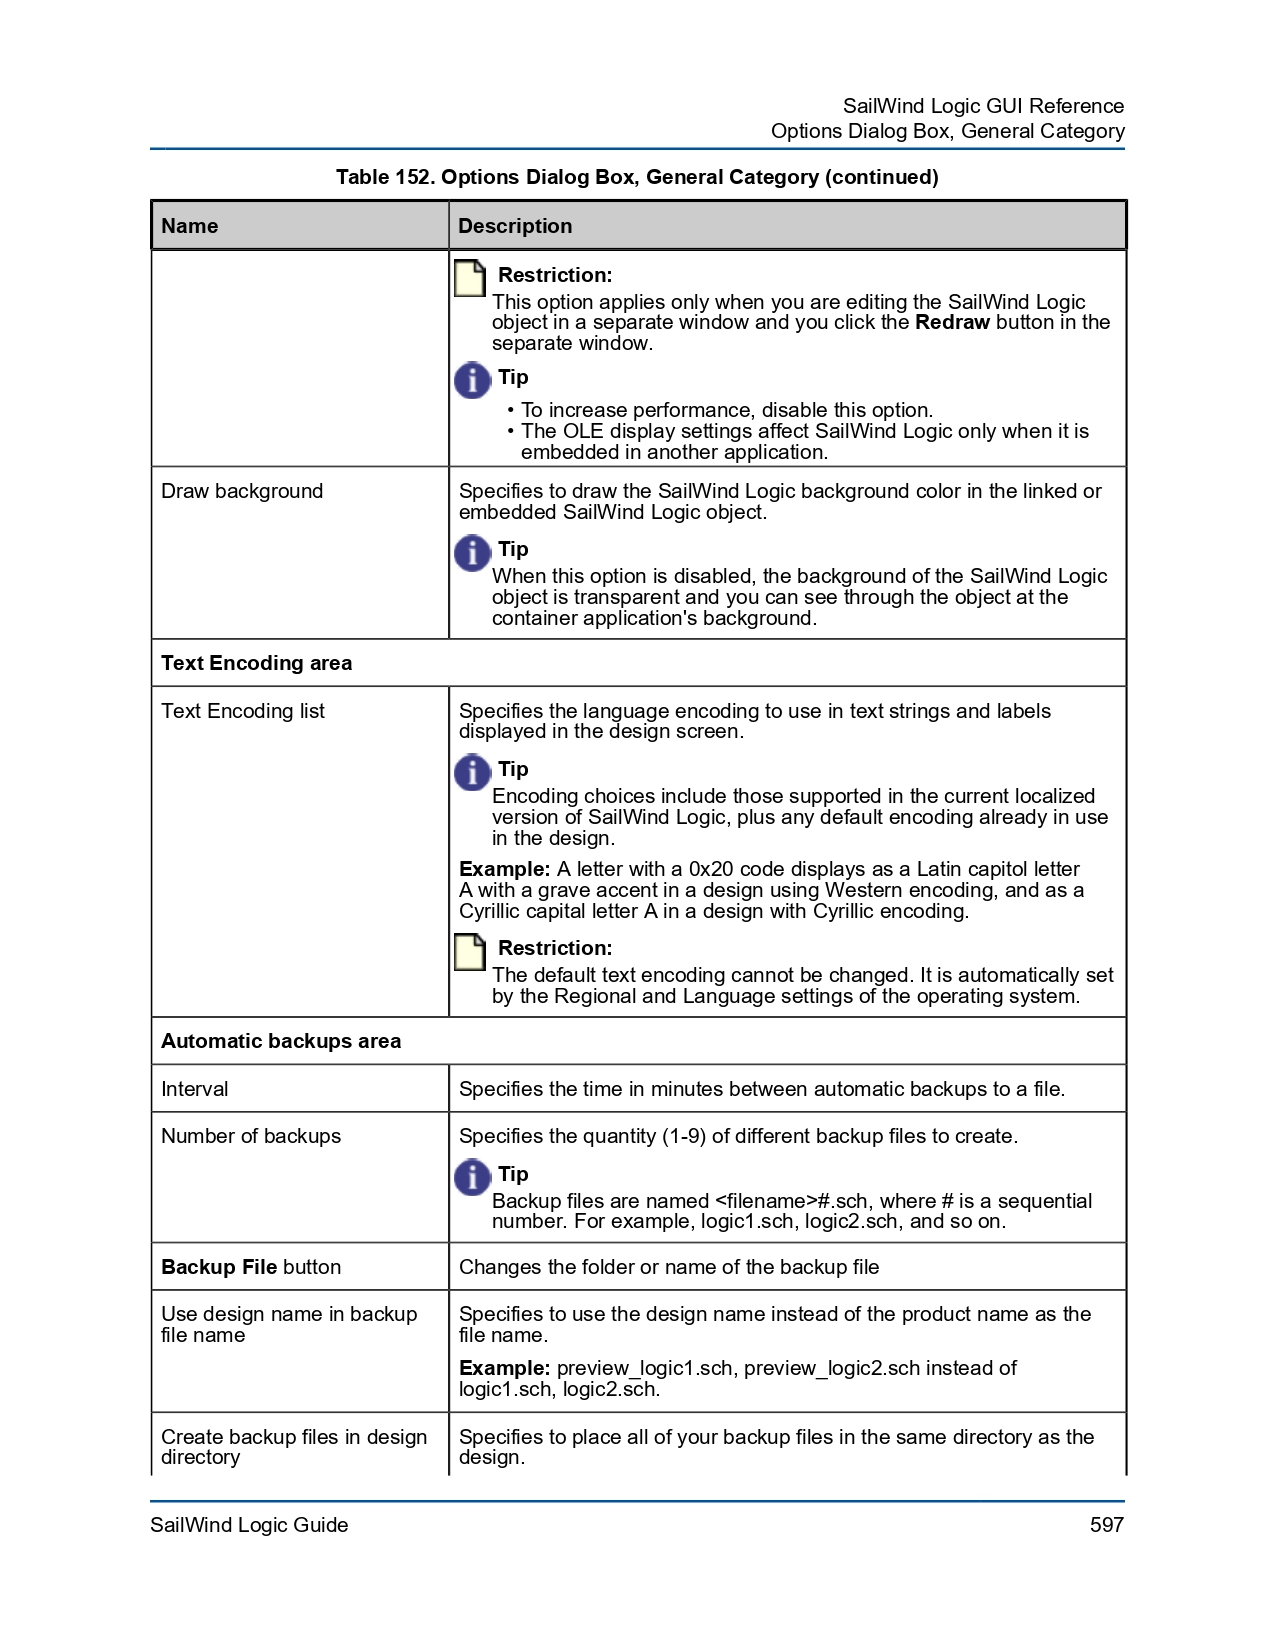 SailWind Logic GUI Reference
Options Dialog Box, General Category
Table 152. Options Dialog Box, General Category (continued)
Name
Description
Restriction:
This option applies only when you are editing the SailWind Logic
object in a separate window and you click the Redraw button in the
separate window.
Tip
• To increase performance, disable this option.
• The OLE display settings affect SailWind Logic only when it is
embedded in another application.
Draw background
Specifies to draw the SailWind Logic background color in the linked or
embedded SailWind Logic object.
Tip
When this option is disabled, the background of the SailWind Logic
object is transparent and you can see through the object at the
container application's background.
Text Encoding area
Text Encoding list
Specifies the language encoding to use in text strings and labels
displayed in the design screen.
Tip
Encoding choices include those supported in the current localized
version of SailWind Logic, plus any default encoding already in use
in the design.
Example: A letter with a 0x20 code displays as a Latin capitol letter
A with a grave accent in a design using Western encoding, and as a
Cyrillic capital letter A in a design with Cyrillic encoding.
Restriction:
The default text encoding cannot be changed. It is automatically set
by the Regional and Language settings of the operating system.
Automatic backups area
Interval
Specifies the time in minutes between automatic backups to a file.
Number of backups
Specifies the quantity (1-9) of different backup files to create.
Tip
Backup files are named <filename>#.sch, where # is a sequential
number. For example, logic1.sch, logic2.sch, and so on.
Backup File button
Changes the folder or name of the backup file
Use design name in backup
file name
Specifies to use the design name instead of the product name as the
file name.
Example: preview_logic1.sch, preview_logic2.sch instead of
logic1.sch, logic2.sch.
Create backup files in design
directory
Specifies to place all of your backup files in the same directory as the
design.
SailWind Logic Guide
597